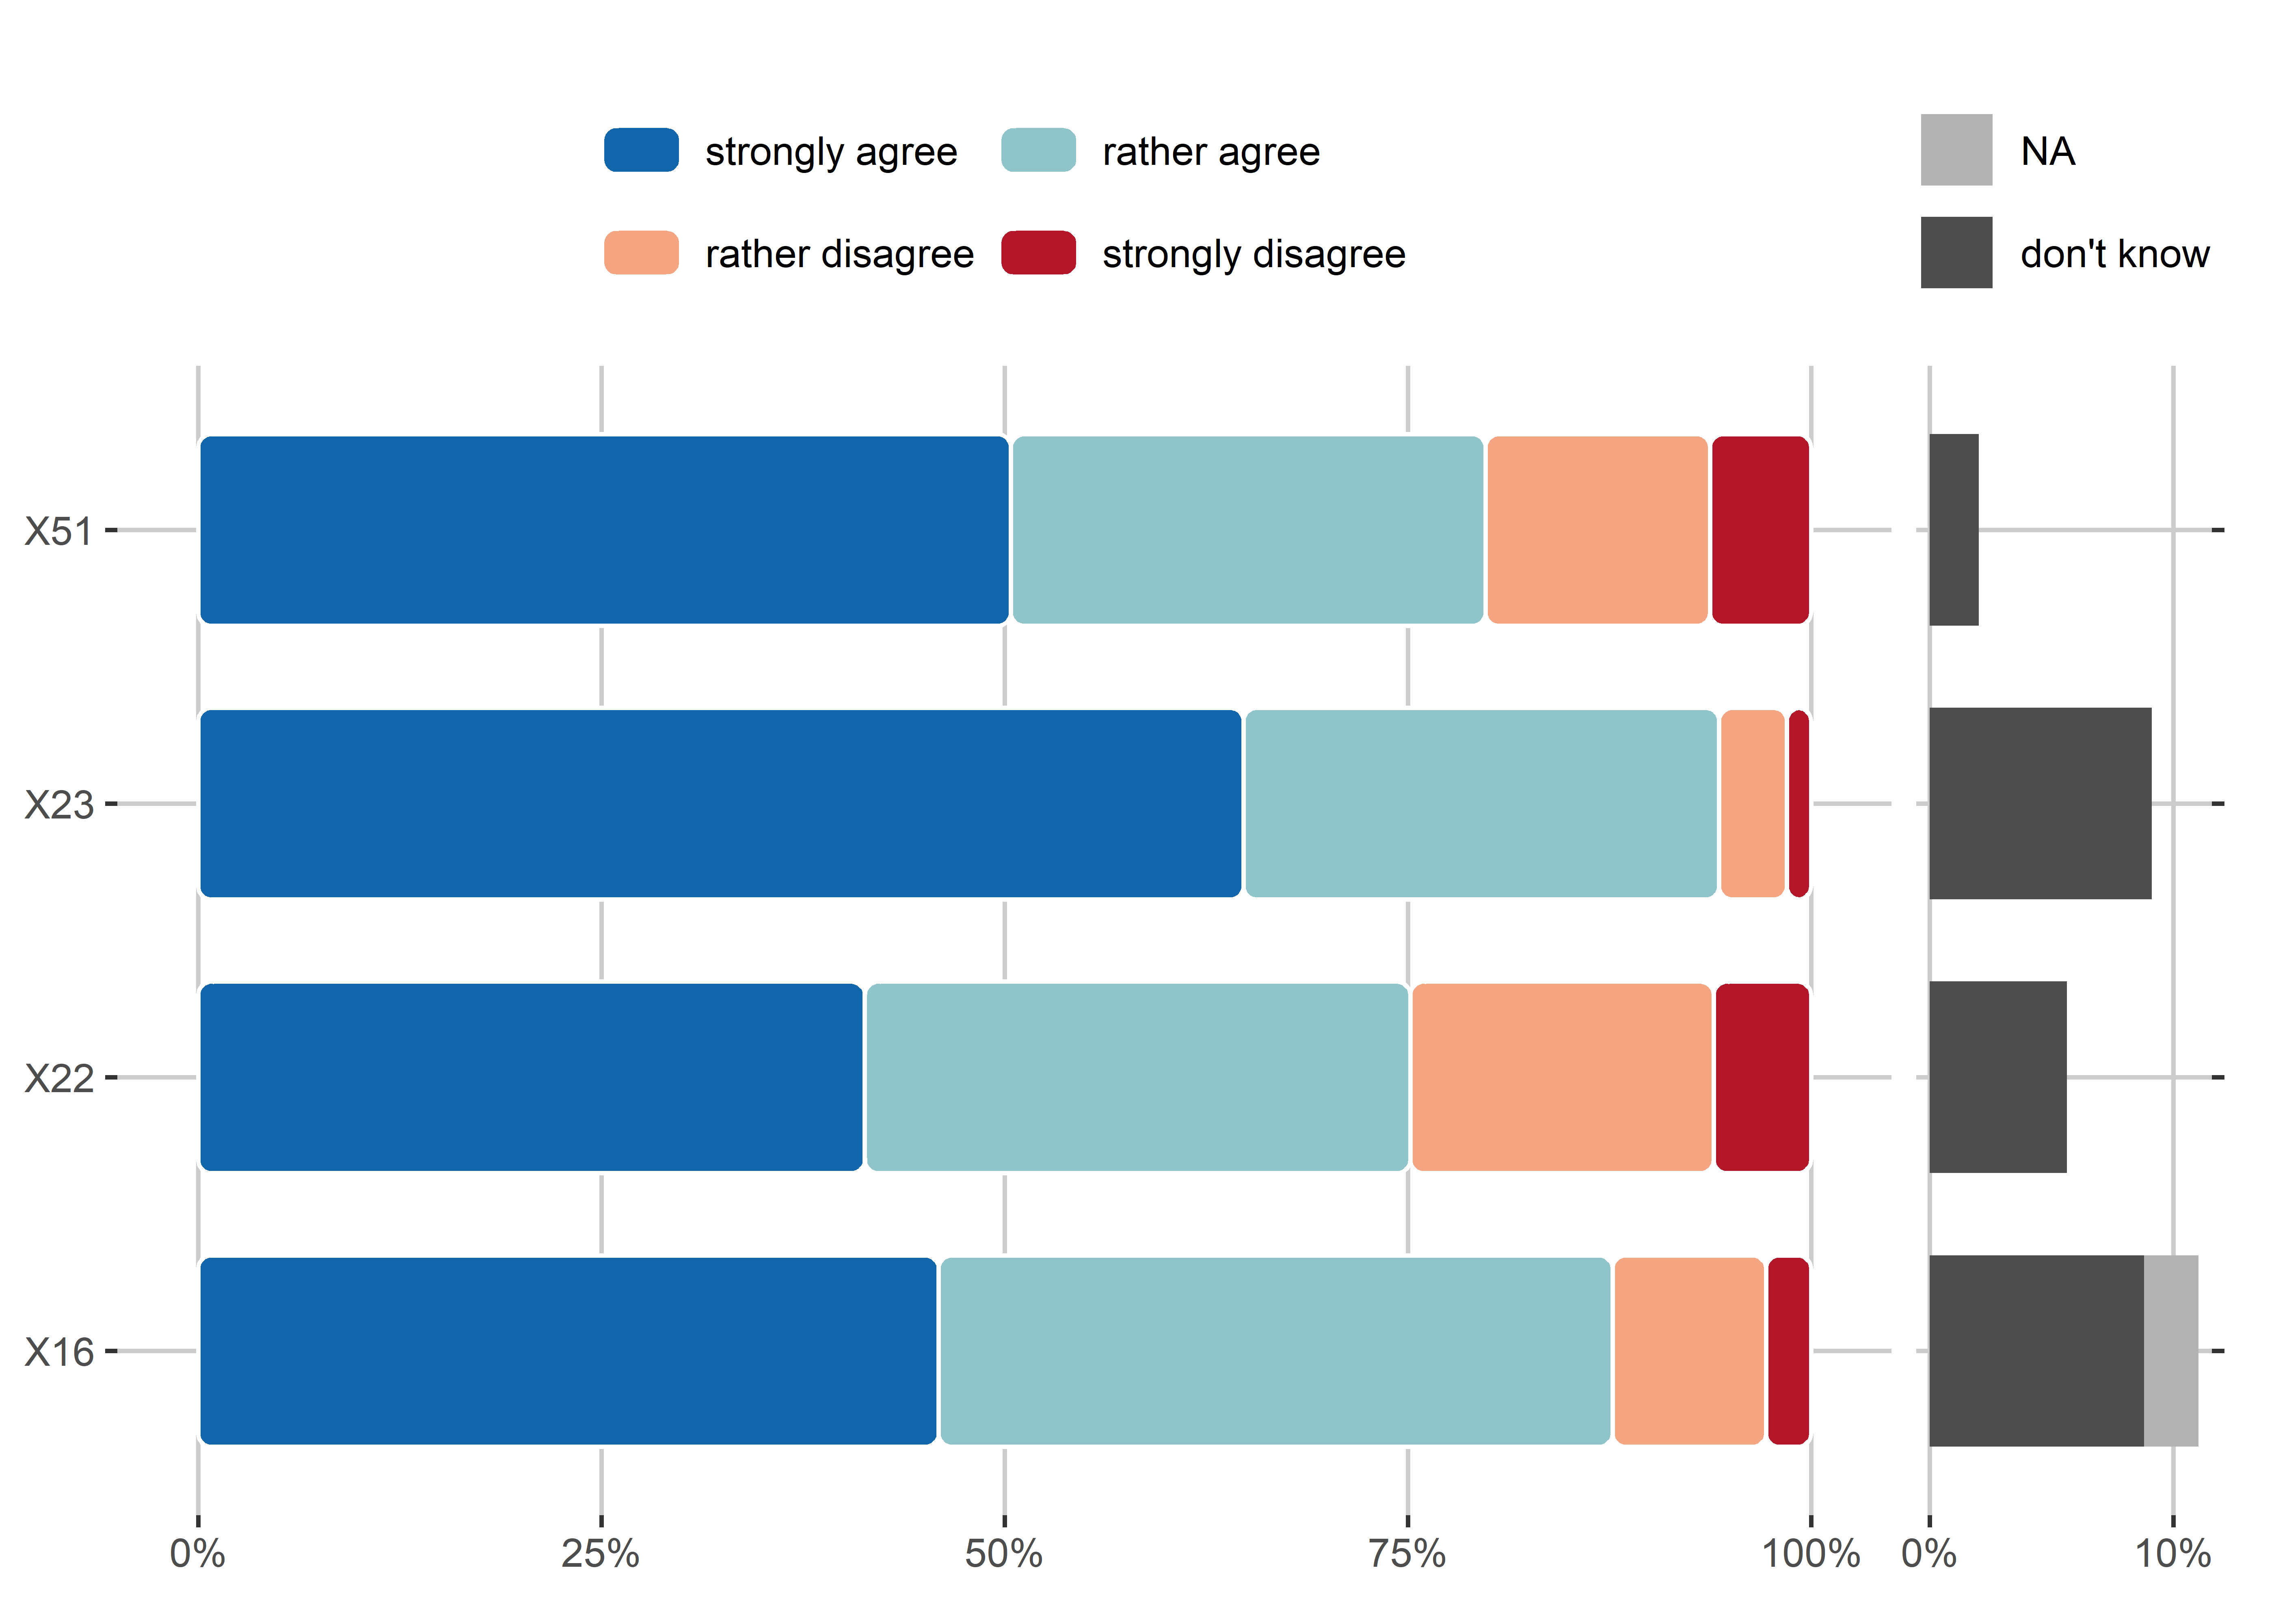 strongly agree rather agree NA
rather disagree strongly disagree don't know
X51
X23
X22
X16
0% 25% 50% 75% 100% 0% 10%